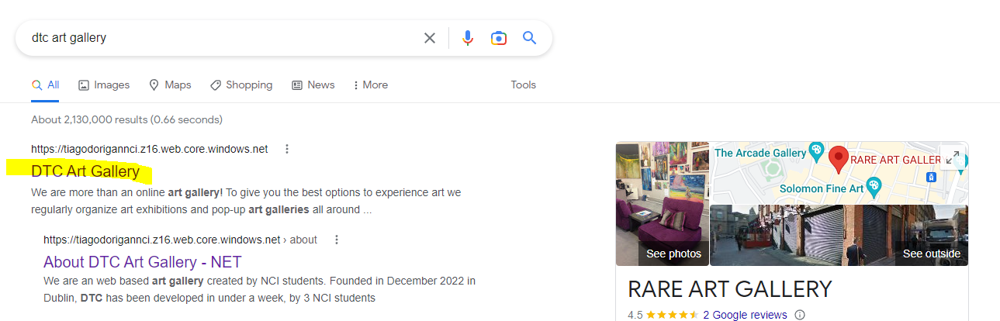 dtc art gallery
All Images Maps Shopping News More Tools
About 2,130,000 results (0.66 seconds)
https://tiagodorigannci.z16.web.core.windows.net
DTC Art Gallery
We are more than an online art gallery! To give you the best options to experience art we
regularly organize art exhibitions and pop-up art galleries all around ...
https://tiagodorigannci.z16.web.core.windows.net › about
About DTC Art Gallery - NET
We are an web based art gallery created by NCI students. Founded in December 2022 in
Dublin, DTC has been developed in under a week, by 3 NCI students
The Arcade Gallery
RARE ART GALLER
Solomon Fine Art
See photos
See outside
RARE ART GALLERY
4.5 2 Google reviews